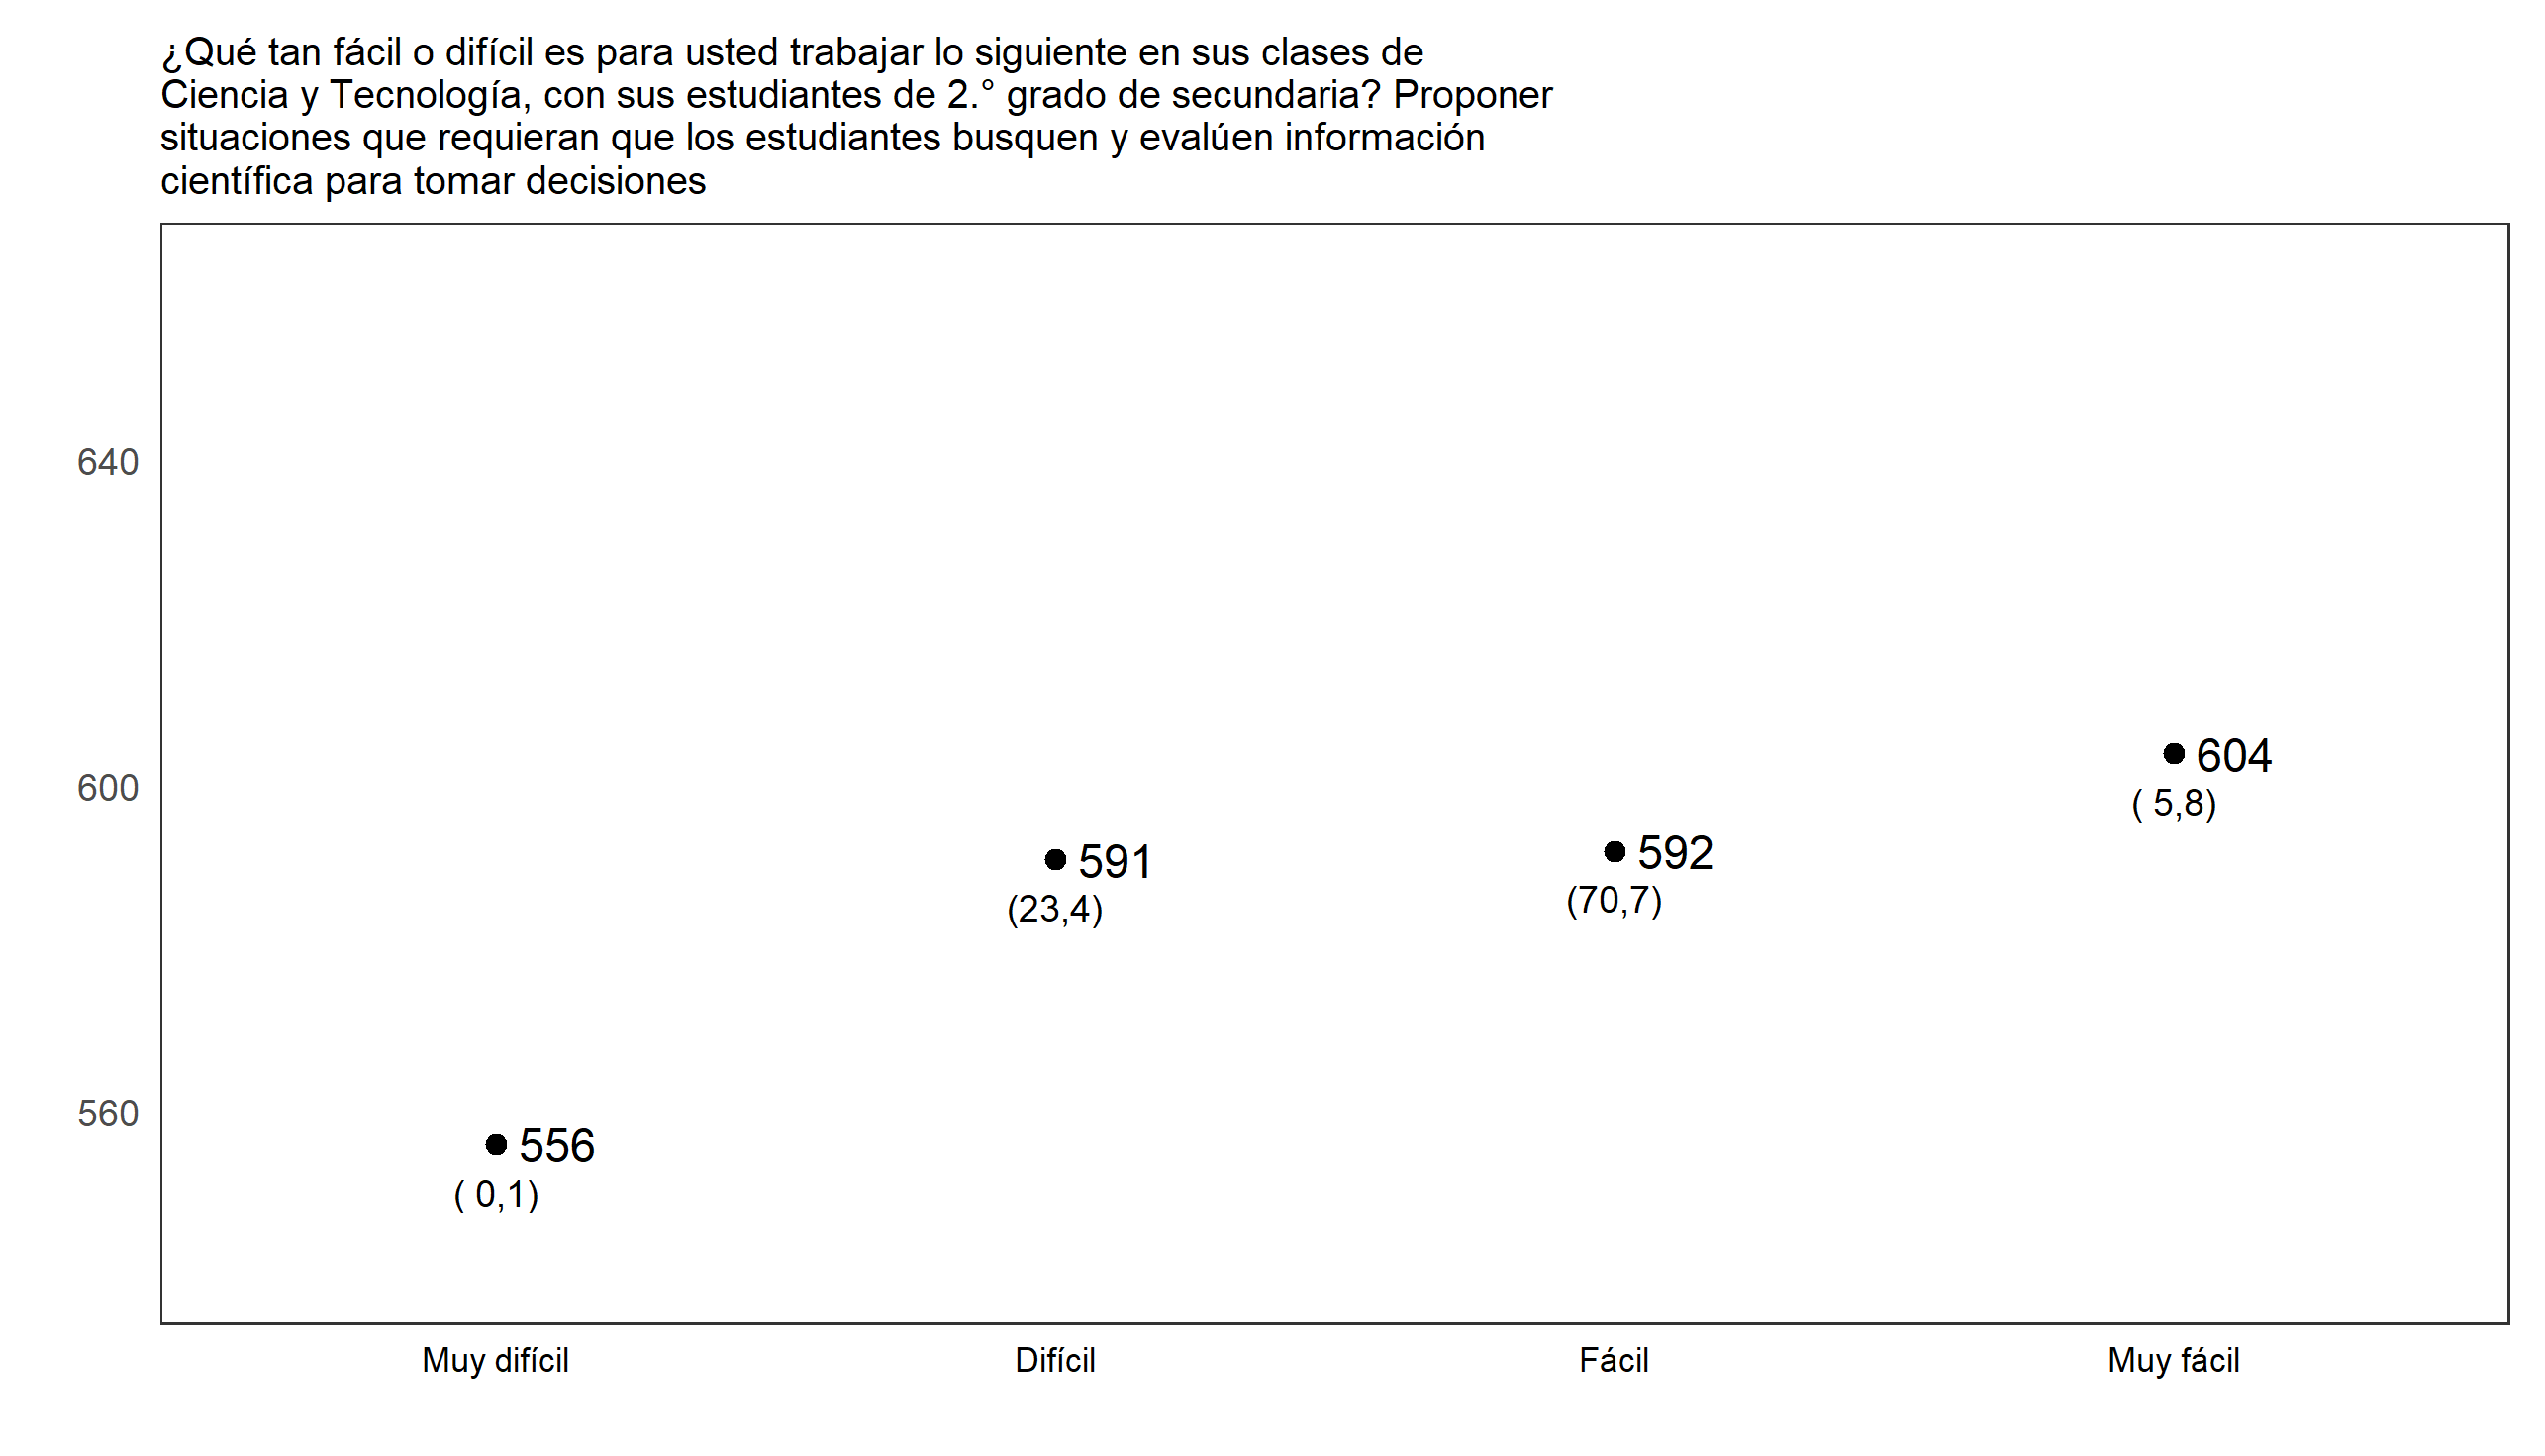 ¿Qué tan fácil o difícil es para usted trabajar lo siguiente en sus clases de
Ciencia y Tecnología, con sus estudiantes de 2.° grado de secundaria? Proponer
situaciones que requieran que los estudiantes busquen y evalúen información
científica para tomar decisiones
640
600
560
604
( 5,8)
592
(70,7)
591
(23,4)
556
( 0,1)
Muy difícil
Difícil
Fácil
Muy fácil